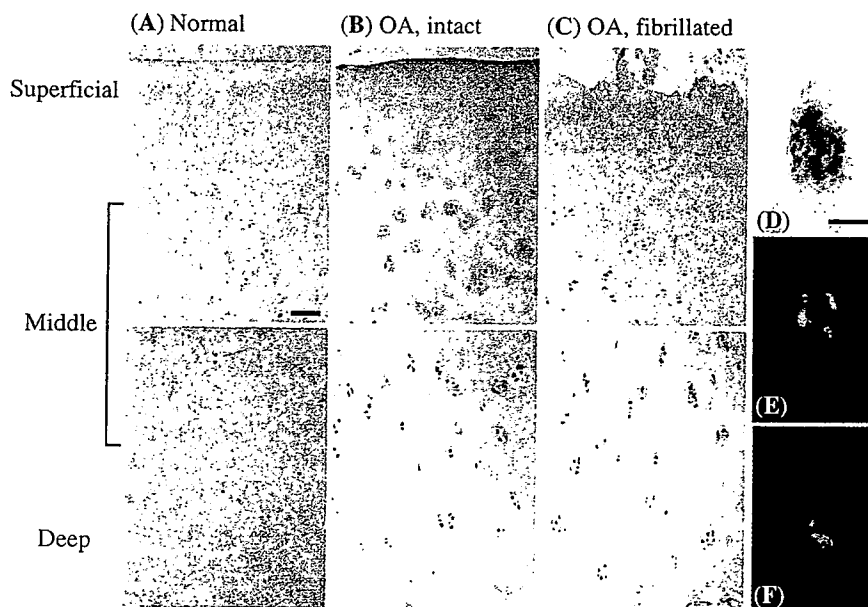 (A) Normal
(B) OA, intact
(C) OA, fibrillated
Superficial
Middle
Deep
(D)
(E)
(F)